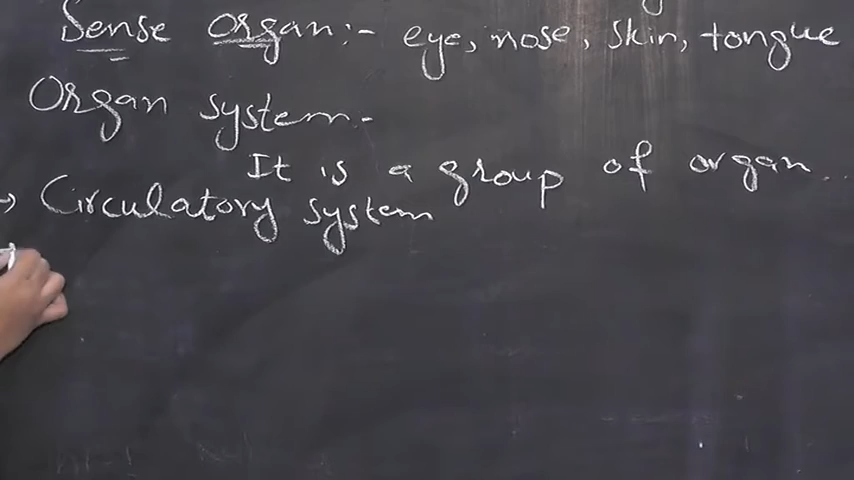 Sense organ:- eye, nose, skin, tongue
Organ system.-
It is a group of organ...
→ Circulatory system